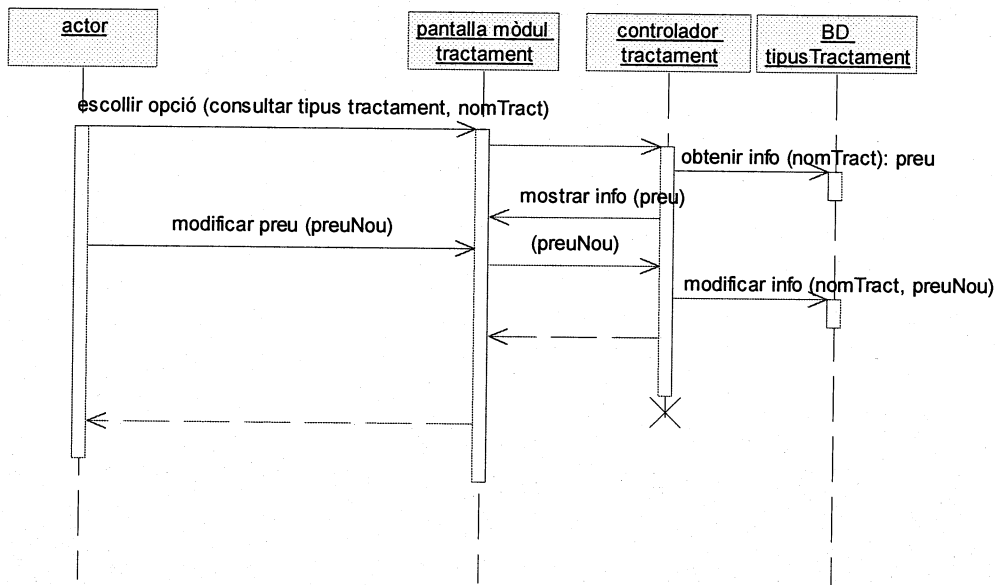 actor
pantalla mòdul
tractament
controlador
tractament
BD
tipusTractament
escollir opció (consultar tipus tractament, nomTract)
obtenir info (nomTract): preu
mostrar info (preu)
modificar preu (preuNou)
(preuNou)
modificar info (nomTract, preuNou)